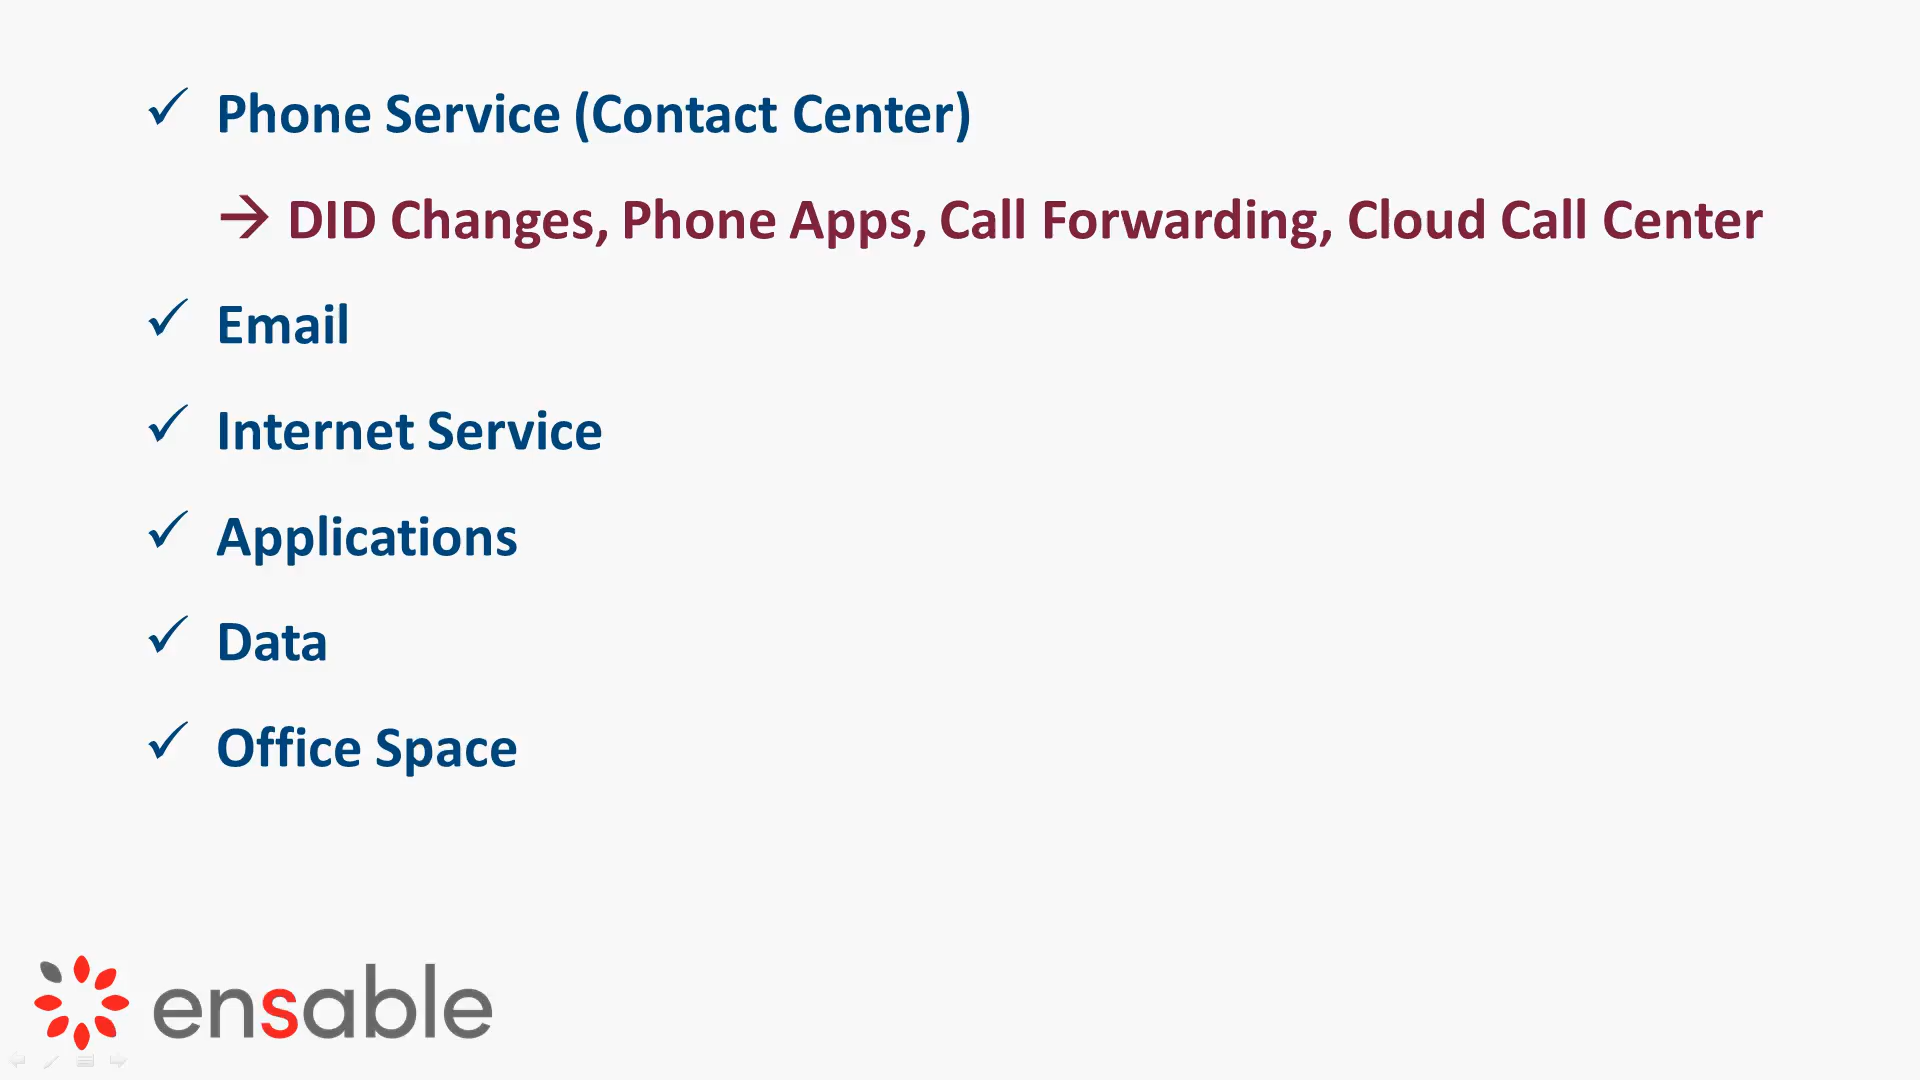 ✓ Phone Service (Contact Center)
→ DID Changes, Phone Apps, Call Forwarding, Cloud Call Center
✓ Email
✓ Internet Service
✓ Applications
✓ Data
✓ Office Space
ensable